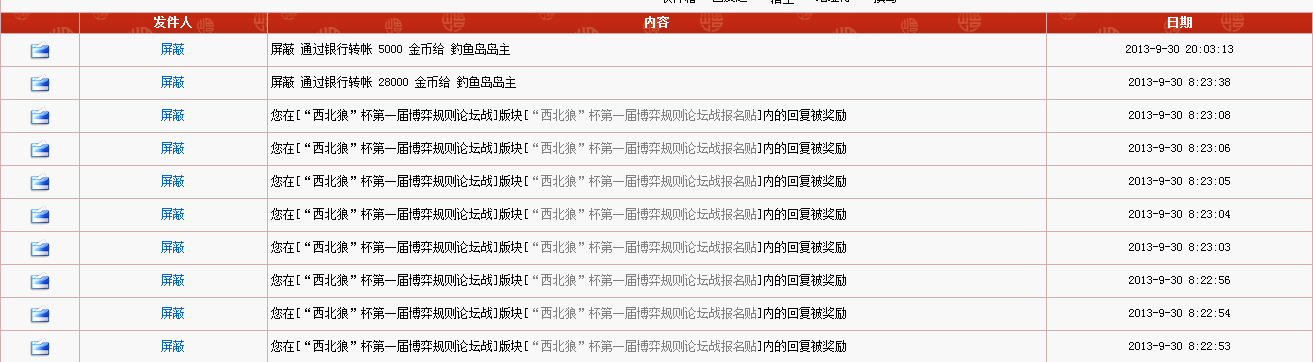 发件人 内容 日期
屏蔽 屏蔽 通过银行转帐 5000 金币给 釣鱼岛岛主 2013-9-30 20:03:13
屏蔽 屏蔽 通过银行转帐 28000 金币给 釣鱼岛岛主 2013-9-30 8:23:38
屏蔽 您在[“西北狼”杯第一届博弈规则论坛战]版块[“西北狼”杯第一届博弈规则论坛战报名贴]内的回复被奖励 2013-9-30 8:23:08
屏蔽 您在[“西北狼”杯第一届博弈规则论坛战]版块[“西北狼”杯第一届博弈规则论坛战报名贴]内的回复被奖励 2013-9-30 8:23:06
屏蔽 您在[“西北狼”杯第一届博弈规则论坛战]版块[“西北狼”杯第一届博弈规则论坛战报名贴]内的回复被奖励 2013-9-30 8:23:05
屏蔽 您在[“西北狼”杯第一届博弈规则论坛战]版块[“西北狼”杯第一届博弈规则论坛战报名贴]内的回复被奖励 2013-9-30 8:23:04
屏蔽 您在[“西北狼”杯第一届博弈规则论坛战]版块[“西北狼”杯第一届博弈规则论坛战报名贴]内的回复被奖励 2013-9-30 8:23:03
屏蔽 您在[“西北狼”杯第一届博弈规则论坛战]版块[“西北狼”杯第一届博弈规则论坛战报名贴]内的回复被奖励 2013-9-30 8:22:56
屏蔽 您在[“西北狼”杯第一届博弈规则论坛战]版块[“西北狼”杯第一届博弈规则论坛战报名贴]内的回复被奖励 2013-9-30 8:22:54
屏蔽 您在[“西北狼”杯第一届博弈规则论坛战]版块[“西北狼”杯第一届博弈规则论坛战报名贴]内的回复被奖励 2013-9-30 8:22:53